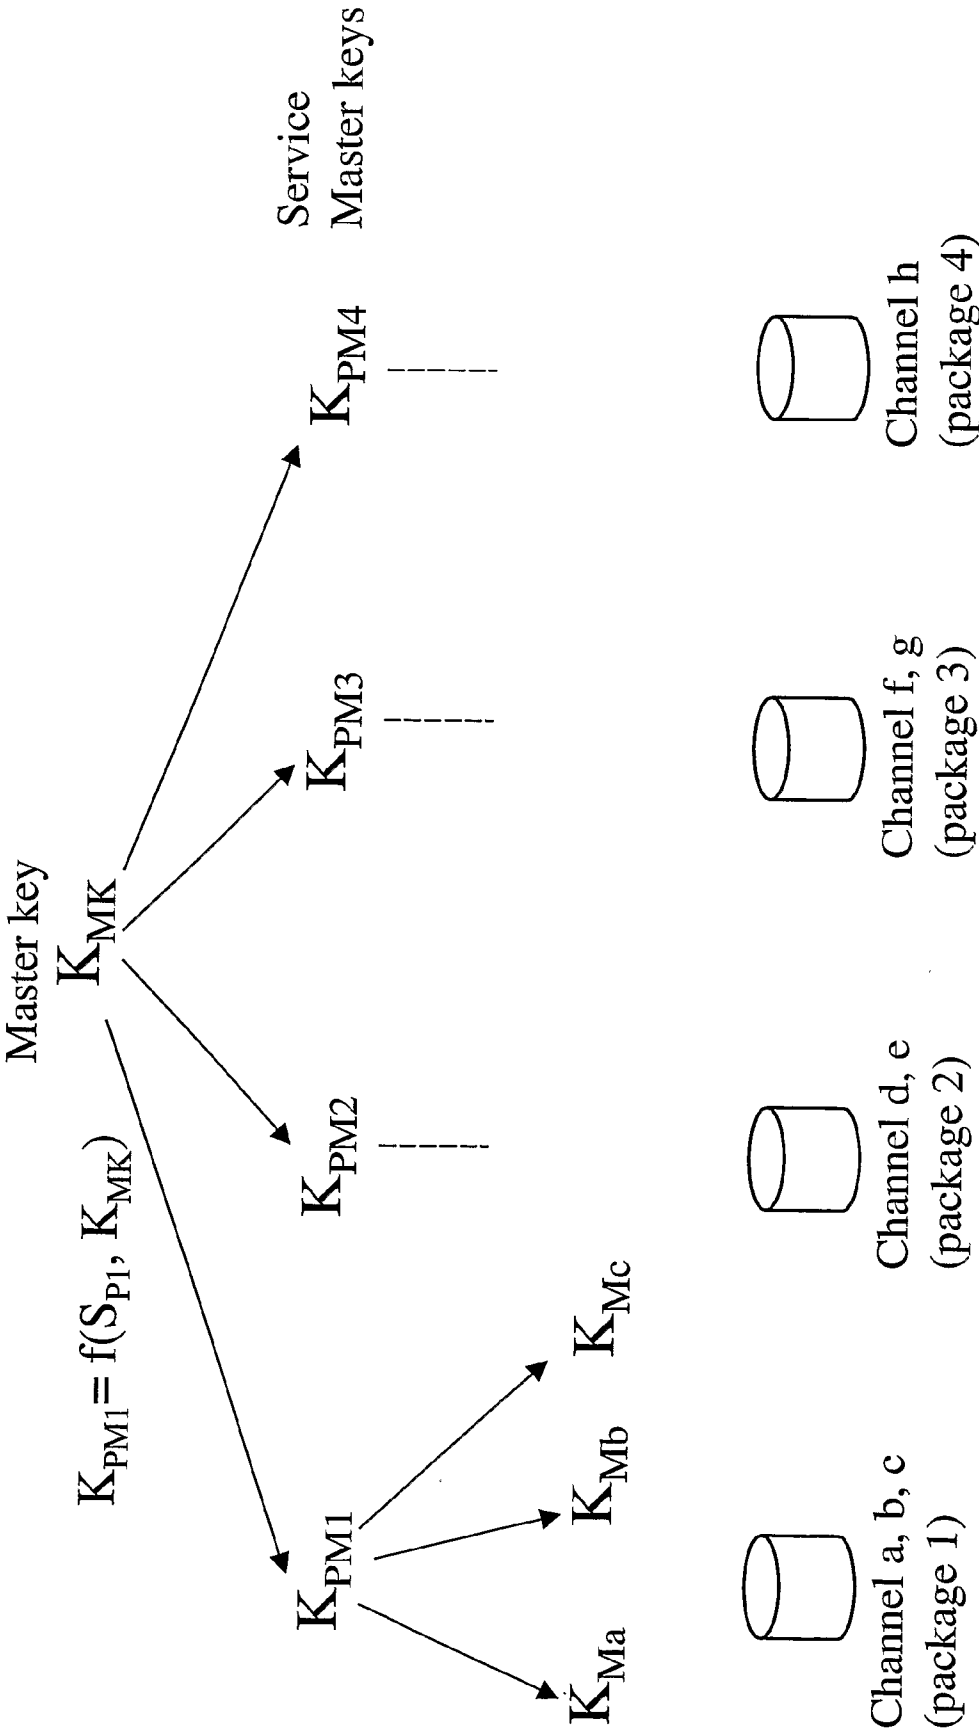 Master key
K_MK
K_PM1 = f(S_P1, K_MK)
Service
Master keys
K_PM1
K_PM2
K_PM3
K_PM4
K_Ma
K_Mb
K_Mc
Channel a, b, c
(package 1)
Channel d, e
(package 2)
Channel f, g
(package 3)
Channel h
(package 4)